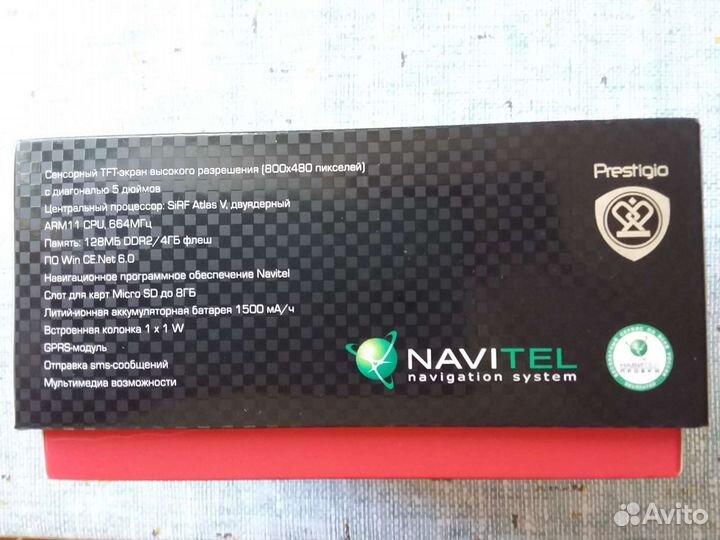 Сенсорный TFT-экран высокого разрешения (800x480 пикселей)
с диагональю 5 дюймов
Центральный процессор: SiRF Atlas V, двуядерный
ARM11 CPU, 664МГц
Память: 128МБ DDR2/4ГБ флеш
ПО Win CE.Net 6.0
Навигационное программное обеспечение Navitel
Слот для карт Micro SD до 8ГБ
Литий-ионная аккумуляторная батарея 1500 мА/ч
Встроенная колонка 1 x 1 W
GPRS-модуль
Отправка sms-сообщений
Мультимедиа возможности
Prestigio
NAVITEL
navigation system
Avito